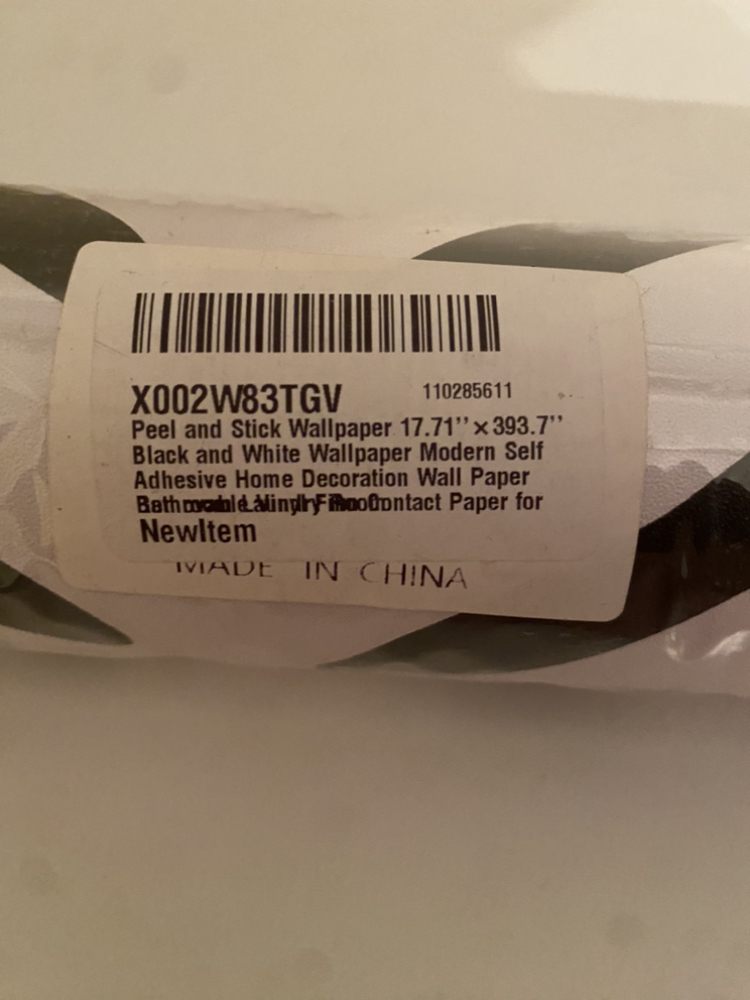 X002W83TGV 110285611
Peel and Stick Wallpaper 17.71’’×393.7’’
Black and White Wallpaper Modern Self
Adhesive Home Decoration Wall Paper
Contact Paper for
NewItem
MADE IN CHINA